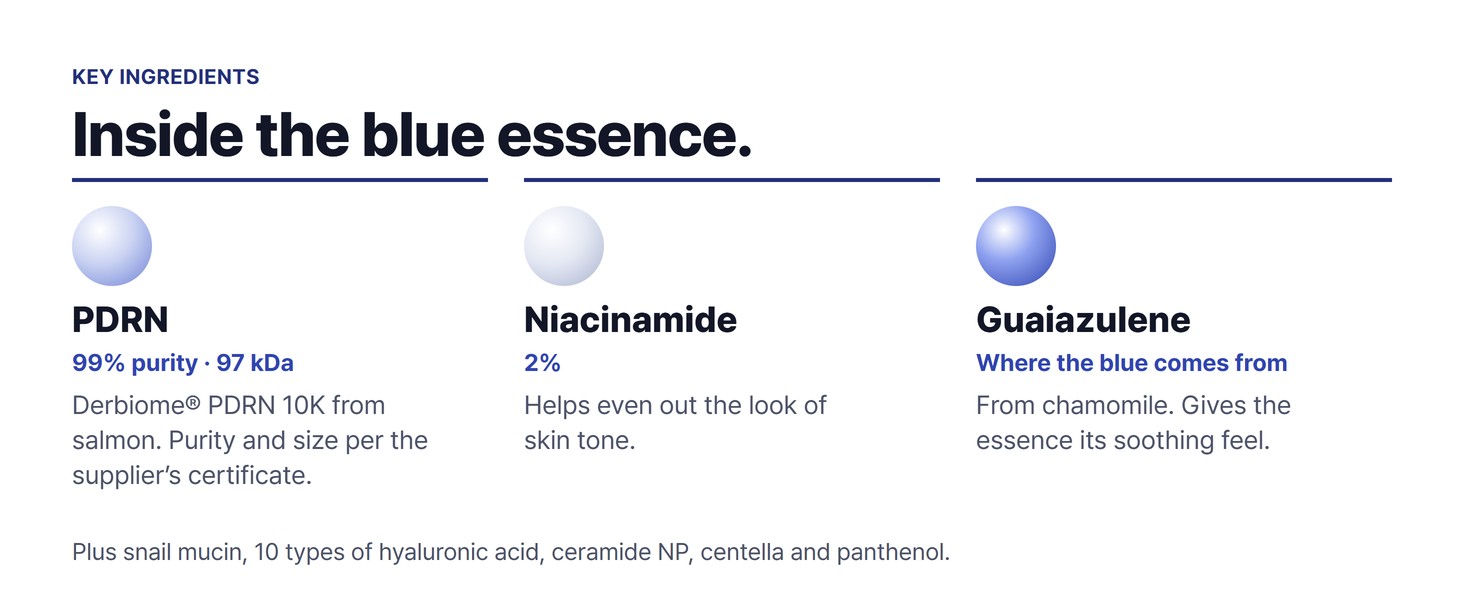 KEY INGREDIENTS
Inside the blue essence.
PDRN
99% purity · 97 kDa
Derbiome® PDRN 10K from
salmon. Purity and size per the
supplier’s certificate.
Niacinamide
2%
Helps even out the look of
skin tone.
Guaiazulene
Where the blue comes from
From chamomile. Gives the
essence its soothing feel.
Plus snail mucin, 10 types of hyaluronic acid, ceramide NP, centella and panthenol.